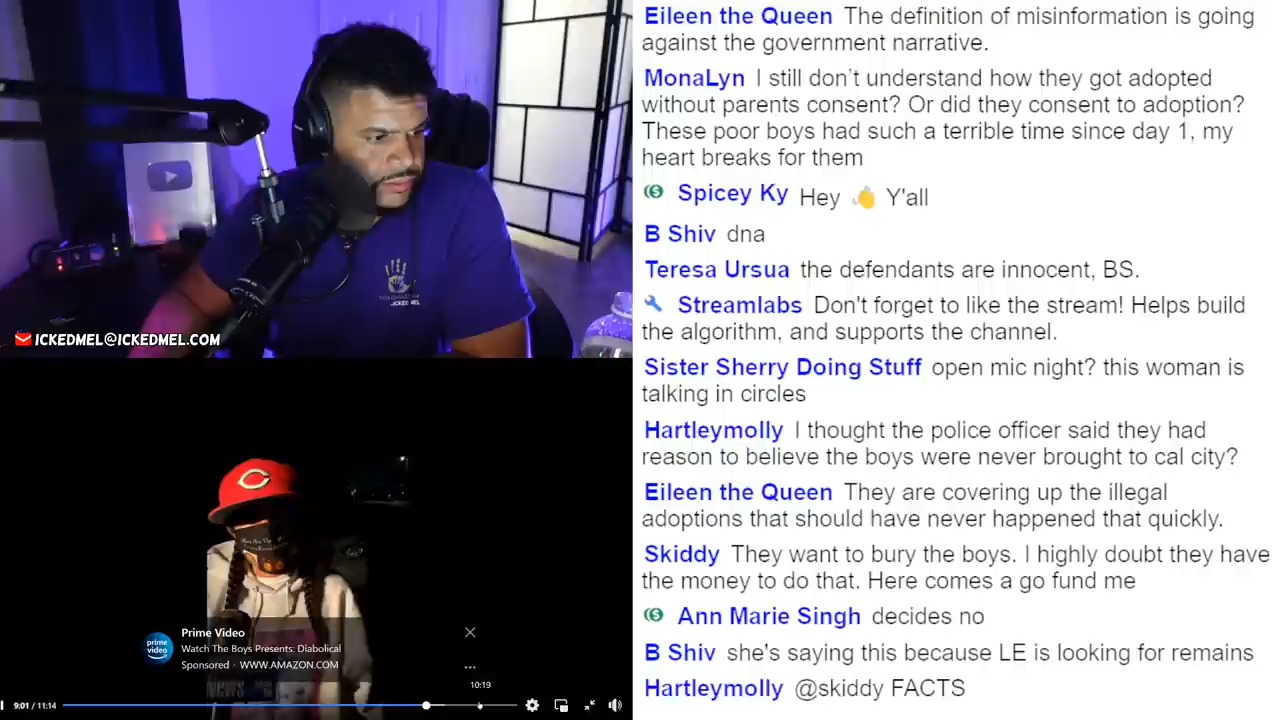 ICKEDMEL@ICKEDMEL.COM
C
Prime Video
prime
video
Watch The Boys Presents: Diabolical
Sponsored · WWW.AMAZON.COM
10:19
9:01 / 11:14
Eileen the Queen The definition of misinformation is going
against the government narrative.
MonaLyn I still don’t understand how they got adopted
without parents consent? Or did they consent to adoption?
These poor boys had such a terrible time since day 1, my
heart breaks for them
Spicey Ky Hey 👋 Y'all
B Shiv dna
Teresa Ursua the defendants are innocent, BS.
Streamlabs Don't forget to like the stream! Helps build
the algorithm, and supports the channel.
Sister Sherry Doing Stuff open mic night? this woman is
talking in circles
Hartleymolly I thought the police officer said they had
reason to believe the boys were never brought to cal city?
Eileen the Queen They are covering up the illegal
adoptions that should have never happened that quickly.
Skiddy They want to bury the boys. I highly doubt they have
the money to do that. Here comes a go fund me
Ann Marie Singh decides no
B Shiv she's saying this because LE is looking for remains
Hartleymolly @skiddy FACTS